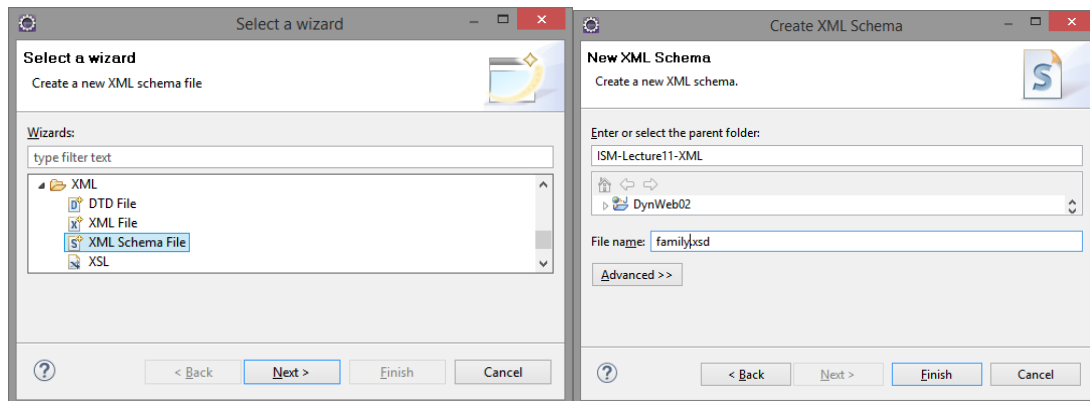 Select a wizard
Select a wizard
Create a new XML schema file
Wizards:
type filter text
XML
DTD File
XML File
XML Schema File
XSL
< Back
Next >
Finish
Cancel
Create XML Schema
New XML Schema
Create a new XML schema.
Enter or select the parent folder:
ISM-Lecture11-XML
DynWeb02
File name: family.xsd
Advanced >>
< Back
Next >
Finish
Cancel